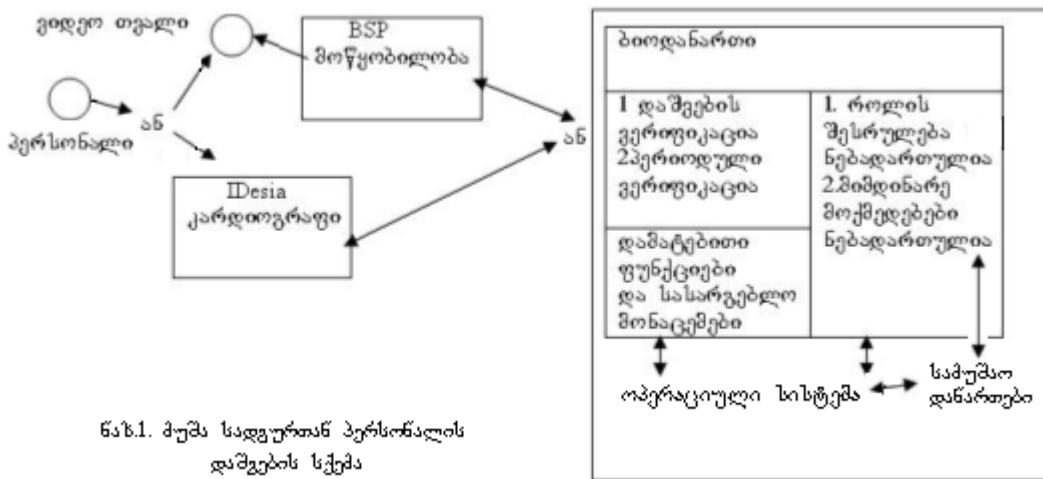 ვიდეო თვალი
BSP
მოწყობილობა
ან
პერსონალი
IDesia
კარდიოგრაფი
ან
ბიოდანართი
1 დაშვების
ვერიფიკაცია
2პერიოდული
ვერიფიკაცია
დამატებითი
ფუნქციები
და სასარგებლო
მონაცემები
1. როლის
შესრულება
ნებადართულია
2.მიმდინარე
მოქმედებები
ნებადართულია
ოპერაციული სისტემა
სამუშაო
დანართები
ნახ.1. მუშა სადგურთან პერსონალის
დაშვების სქემა